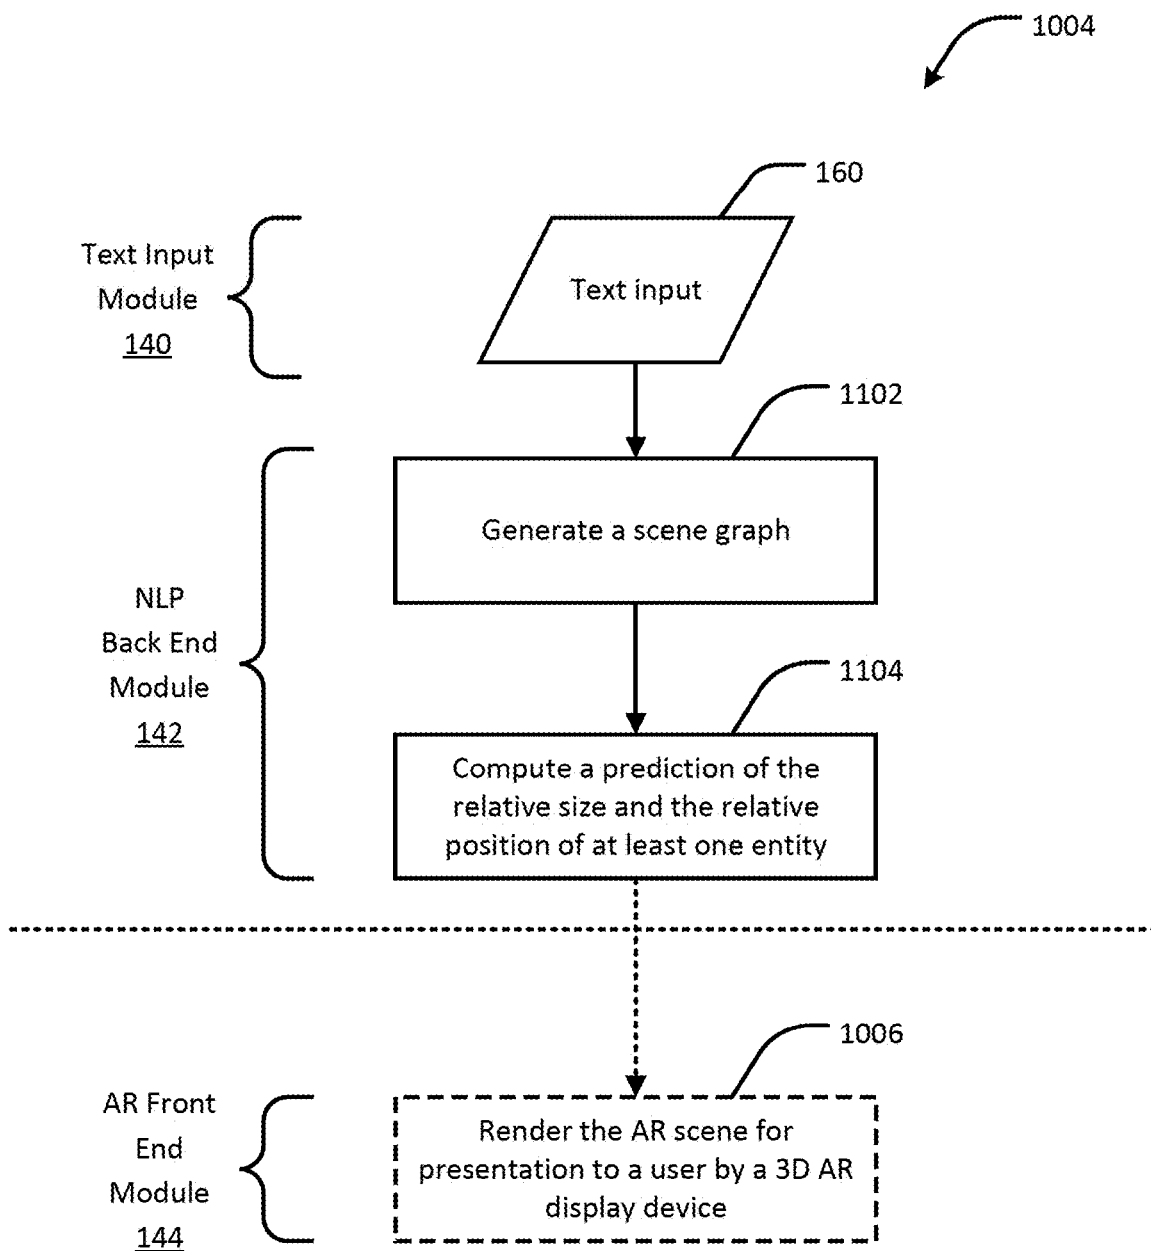 1004
160
Text Input
Module
140
Text input
1102
Generate a scene graph
NLP
Back End
Module
142
1104
Compute a prediction of the
relative size and the relative
position of at least one entity
1006
AR Front
End
Module
144
Render the AR scene for
presentation to a user by a 3D AR
display device